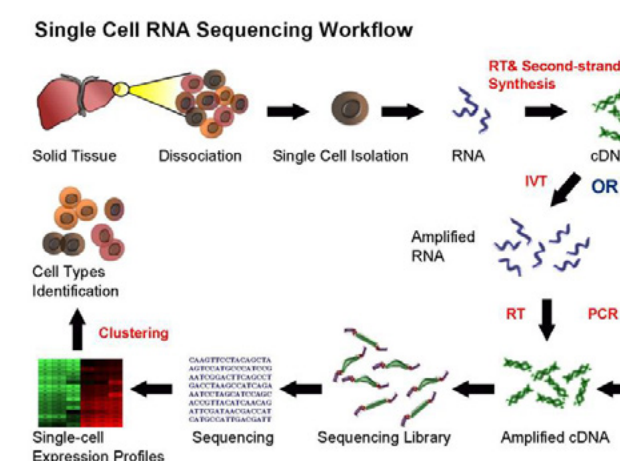 Single Cell RNA Sequencing Workflow
RT& Second-strand
Synthesis
Solid Tissue
Dissociation
Single Cell Isolation
RNA
cDN
IVT
OR
Amplified
RNA
Cell Types
Identification
RT
PCR
Clustering
CAAGTTCCTACAGCTA
AGTCCATGCCCATCCG
AATCGGACTTCAGCCT
GACCTAAGCCATCAGA
AATCCTAGCATCCAGC
ACCGTTACATCAACAG
ATTCGATAACGACCAT
CATGCCATTGACGATT
Single-cell
Expression Profiles
Sequencing
Sequencing Library
Amplified cDNA